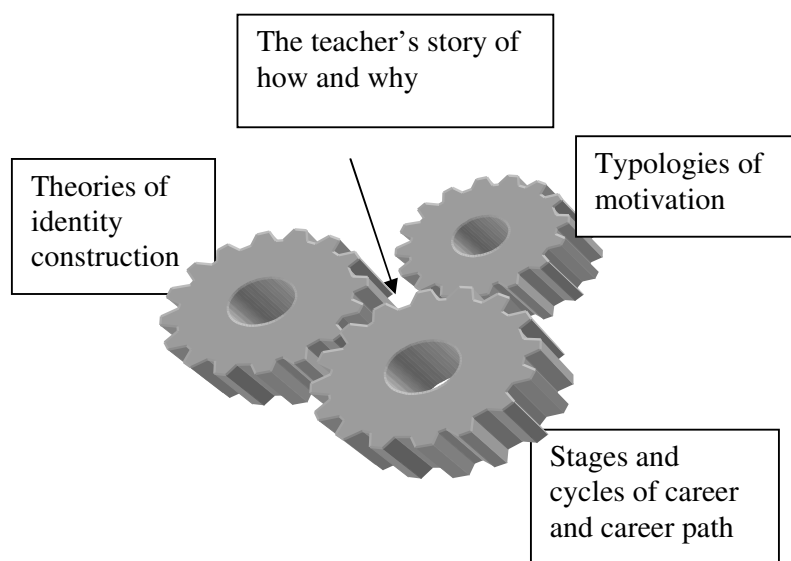 The teacher’s story of
how and why
Typologies of
motivation
Theories of
identity
construction
Stages and
cycles of career
and career path